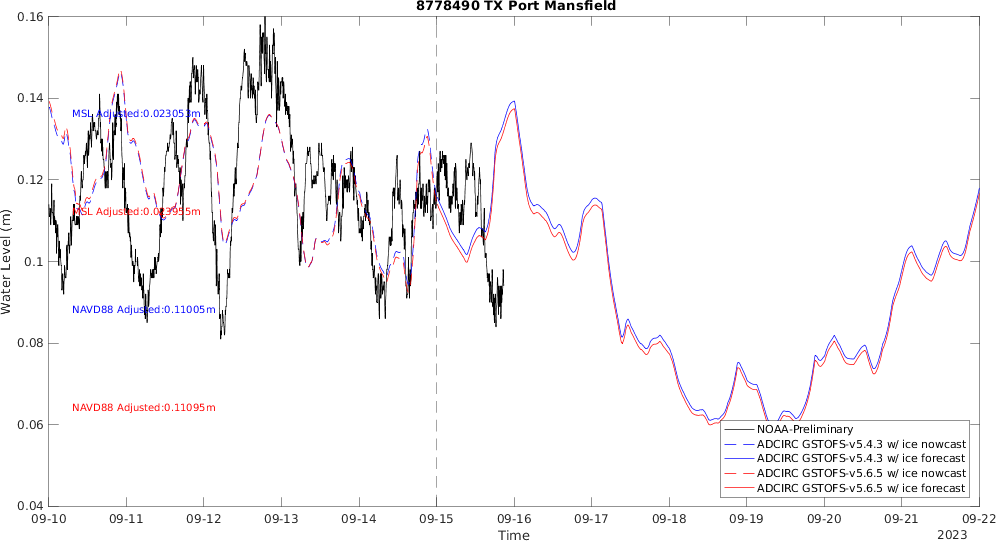 8778490 TX Port Mansfield
0.16
0.14
0.12
0.1
0.08
0.06
0.04
Water Level (m)
MSL Adjusted:0.023053m
MSL Adjusted:0.023955m
NAVD88 Adjusted:0.11005m
NAVD88 Adjusted:0.11095m
NOAA-Preliminary
ADCIRC GSTOFS-v5.4.3 w/ ice nowcast
ADCIRC GSTOFS-v5.4.3 w/ ice forecast
ADCIRC GSTOFS-v5.6.5 w/ ice nowcast
ADCIRC GSTOFS-v5.6.5 w/ ice forecast
09-10 09-11 09-12 09-13 09-14 09-15 09-16 09-17 09-18 09-19 09-20 09-21 09-22
Time
2023